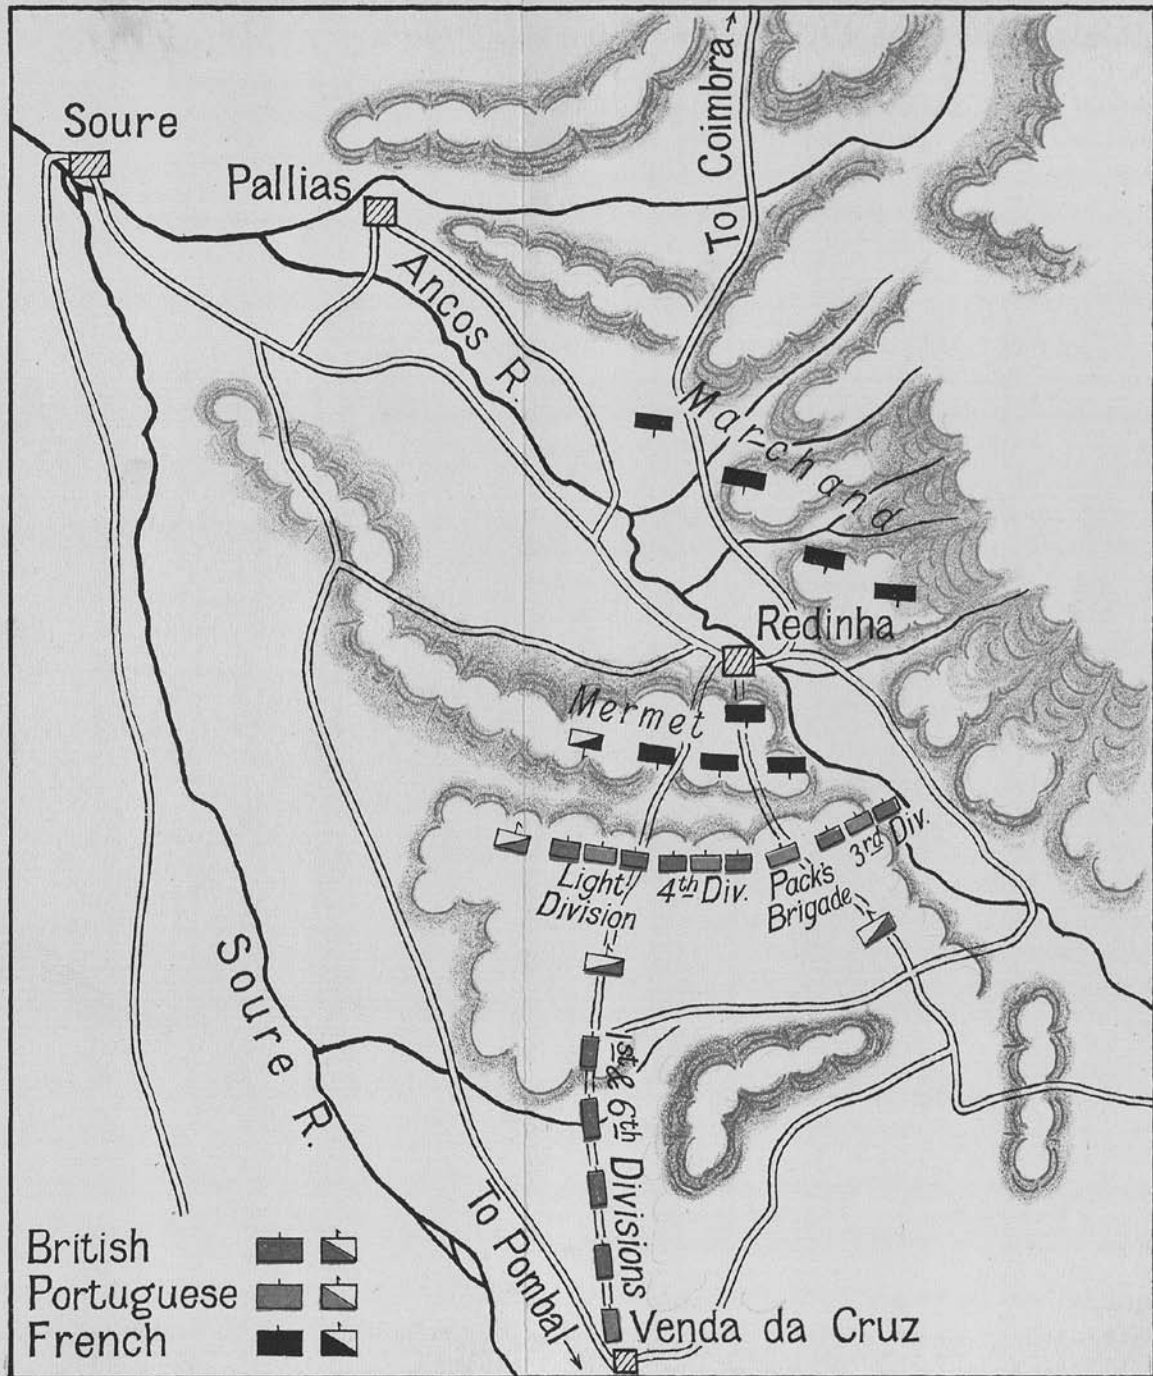 To Coimbra
Soure
Pallias
Ancos R.
Marchand
Redinha
Mermet
Light
Division
4th Div.
Pack's
Brigade
3rd Div.
Soure R.
1st & 6th Divisions
To Pombal
Venda da Cruz
British
Portuguese
French